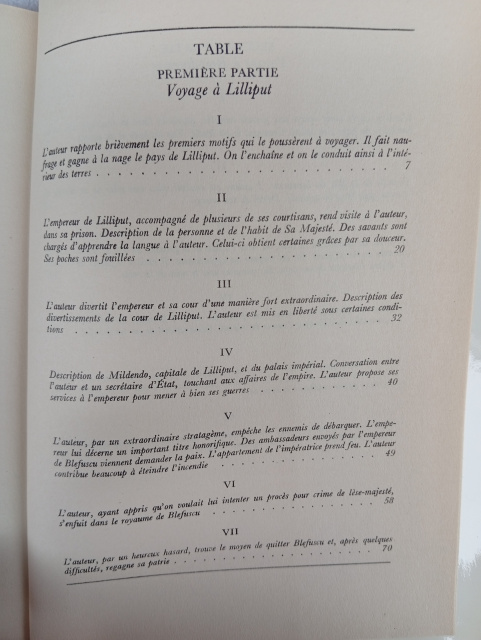 TABLE
PREMIÈRE PARTIE
Voyage à Lilliput
I
L'auteur rapporte brièvement les premiers motifs qui le poussèrent à voyager. Il fait nau-
frage et gagne à la nage le pays de Lilliput. On l'enchaîne et on le conduit ainsi à l'inté-
rieur des terres . . . . . . . . . . . . . . . . . . . . 7
II
L'empereur de Lilliput, accompagné de plusieurs de ses courtisans, rend visite à l'auteur,
dans sa prison. Description de la personne et de l'habit de Sa Majesté. Des savants sont
chargés d'apprendre la langue à l'auteur. Celui-ci obtient certaines grâces par sa douceur.
Ses poches sont fouillées . . . . . . . . . . . . . . . . . 20
III
L'auteur divertit l'empereur et sa cour d'une manière fort extraordinaire. Description des
divertissements de la cour de Lilliput. L'auteur est mis en liberté sous certaines condi-
tions . . . . . . . . . . . . . . . . . . . . . . 32
IV
Description de Mildendo, capitale de Lilliput, et du palais impérial. Conversation entre
l'auteur et un secrétaire d'État, touchant aux affaires de l'empire. L'auteur propose ses
services à l'empereur pour mener à bien ses guerres . . . . . . . . . . 40
V
L'auteur, par un extraordinaire stratagème, empêche les ennemis de débarquer. L'empe-
reur lui décerne un important titre honorifique. Des ambassadeurs envoyés par l'empereur
de Blefuscu viennent demander la paix. L'appartement de l'impératrice prend feu. L'auteur
contribue beaucoup à éteindre l'incendie . . . . . . . . . . . . . 49
VI
L'auteur, ayant appris qu'on voulait lui intenter un procès pour crime de lèse-majesté,
s'enfuit dans le royaume de Blefuscu . . . . . . . . . . . . . . 58
VII
L'auteur, par un heureux hasard, trouve le moyen de quitter Blefuscu et, après quelques
difficultés, regagne sa patrie . . . . . . . . . . . . . . . . 70